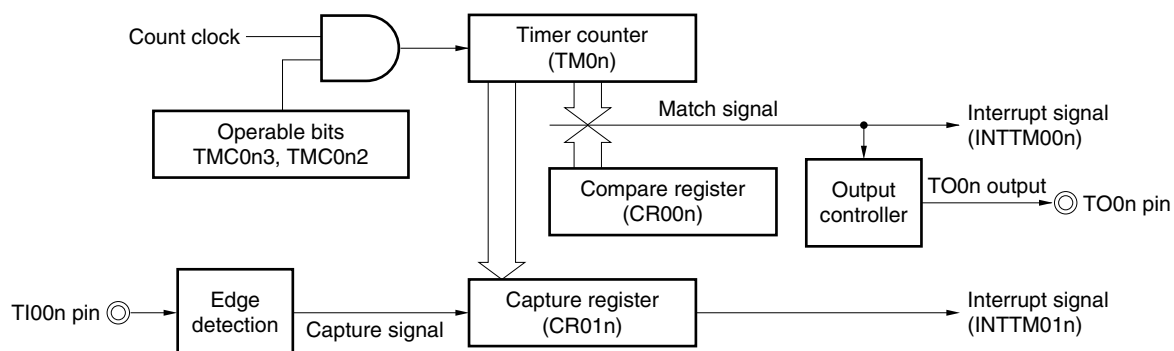 Count clock
Timer counter
(TM0n)
Operable bits
TMC0n3, TMC0n2
Match signal
Interrupt signal
(INTTM00n)
Compare register
(CR00n)
Output
controller
TO0n output
TO0n pin
TI00n pin
Edge
detection
Capture signal
Capture register
(CR01n)
Interrupt signal
(INTTM01n)